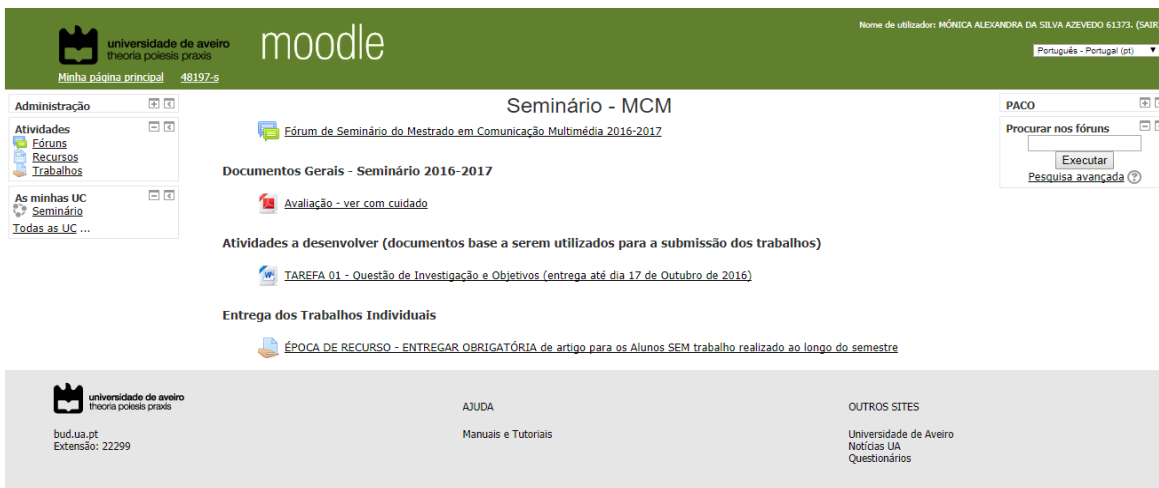 universidade de aveiro
theoria poiesis praxis
moodle
Nome de utilizador: MÓNICA ALEXANDRA DA SILVA AZEVEDO 61373. (SAIR)
Português - Portugal (pt)
Minha página principal 48197-s
Administração
Atividades
Fóruns
Recursos
Trabalhos
As minhas UC
Seminário
Todas as UC ...
Seminário - MCM
Fórum de Seminário do Mestrado em Comunicação Multimédia 2016-2017
Documentos Gerais - Seminário 2016-2017
Avaliação - ver com cuidado
Atividades a desenvolver (documentos base a serem utilizados para a submissão dos trabalhos)
TAREFA 01 - Questão de Investigação e Objetivos (entrega até dia 17 de Outubro de 2016)
Entrega dos Trabalhos Individuais
ÉPOCA DE RECURSO - ENTREGAR OBRIGATÓRIA de artigo para os Alunos SEM trabalho realizado ao longo do semestre
PACO
Procurar nos fóruns
Executar
Pesquisa avançada
universidade de aveiro
theoria poiesis praxis
bud.ua.pt
Extensão: 22299
AJUDA
Manuais e Tutoriais
OUTROS SITES
Universidade de Aveiro
Notícias UA
Questionários